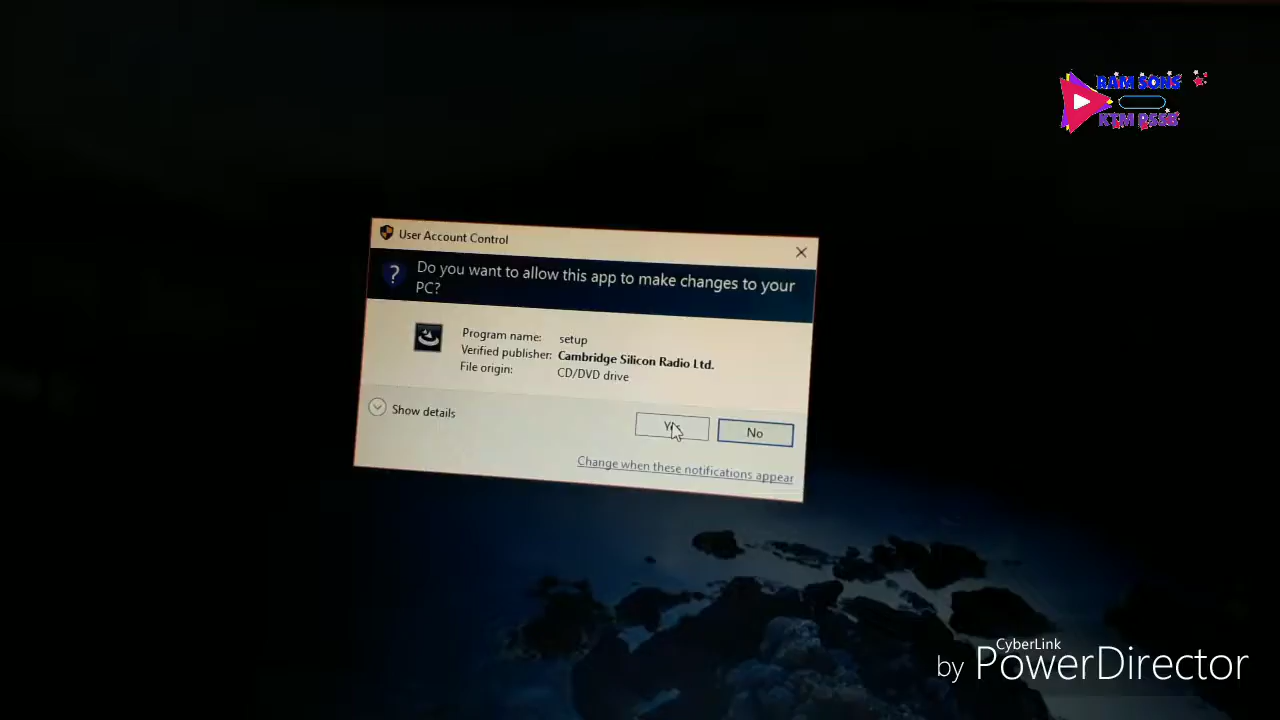 RAM SONS
User Account Control
Do you want to allow this app to make changes to your
PC?
Program name: setup
Verified publisher: Cambridge Silicon Radio Ltd.
File origin: CD/DVD drive
Show details
No
Change when these notifications appear
CyberLink
by PowerDirector